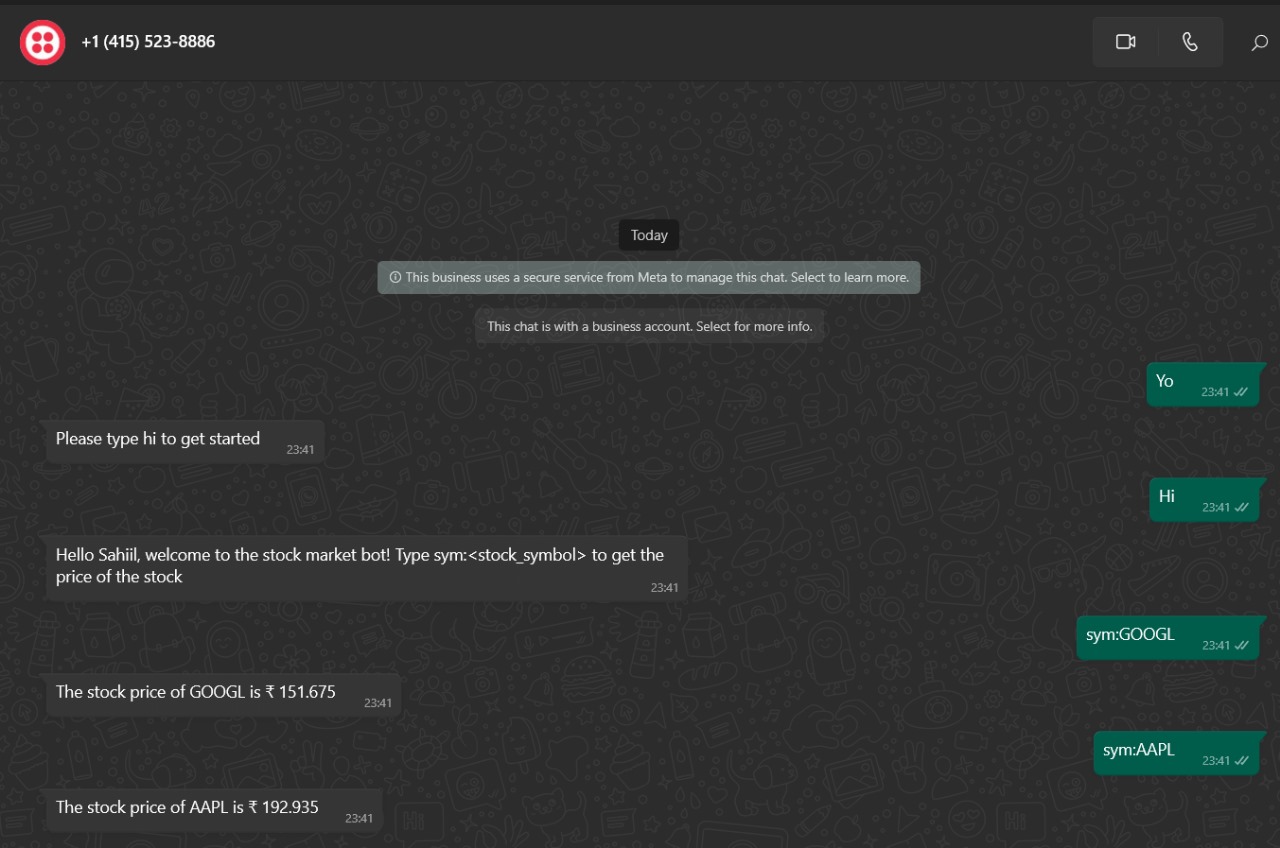 +1 (415) 523-8886
Today
This business uses a secure service from Meta to manage this chat. Select to learn more.
This chat is with a business account. Select for more info.
Yo
23:41
Please type hi to get started
23:41
Hi
23:41
Hello Sahiil, welcome to the stock market bot! Type sym:<stock_symbol> to get the
price of the stock
23:41
sym:GOOGL
23:41
The stock price of GOOGL is ₹ 151.675
23:41
sym:AAPL
23:41
The stock price of AAPL is ₹ 192.935
23:41